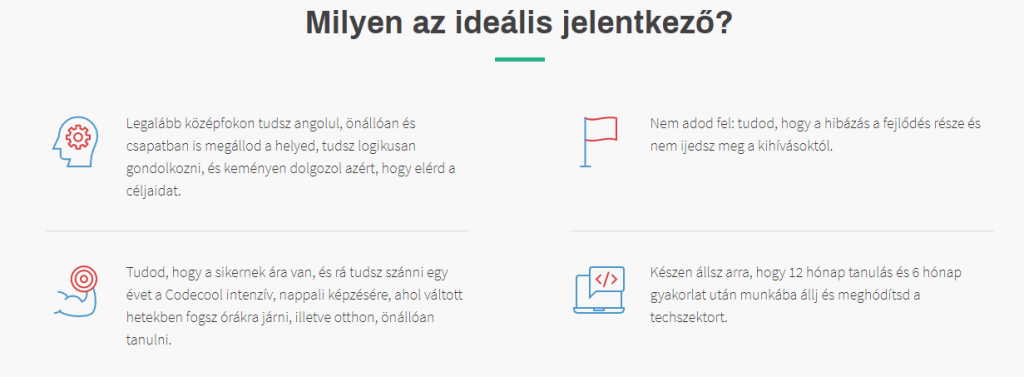 Milyen az ideális jelentkező?
Legalább középfokon tudsz angolul, önállóan és
csapatban is megállod a helyed, tudsz logikusan
gondolkozni, és keményen dolgozol azért, hogy elérd a
céljaidat.
Nem adod fel: tudod, hogy a hibázás a fejlődés része és
nem ijedsz meg a kihívásoktól.
Tudod, hogy a sikernek ára van, és rá tudsz szánni egy
évet a Codecool intenzív, nappali képzésére, ahol váltott
hetekben fogsz órákra járni, illetve otthon, önállóan
tanulni.
Készen állsz arra, hogy 12 hónap tanulás és 6 hónap
gyakorlat után munkába állj és meghódítsd a
techszektort.